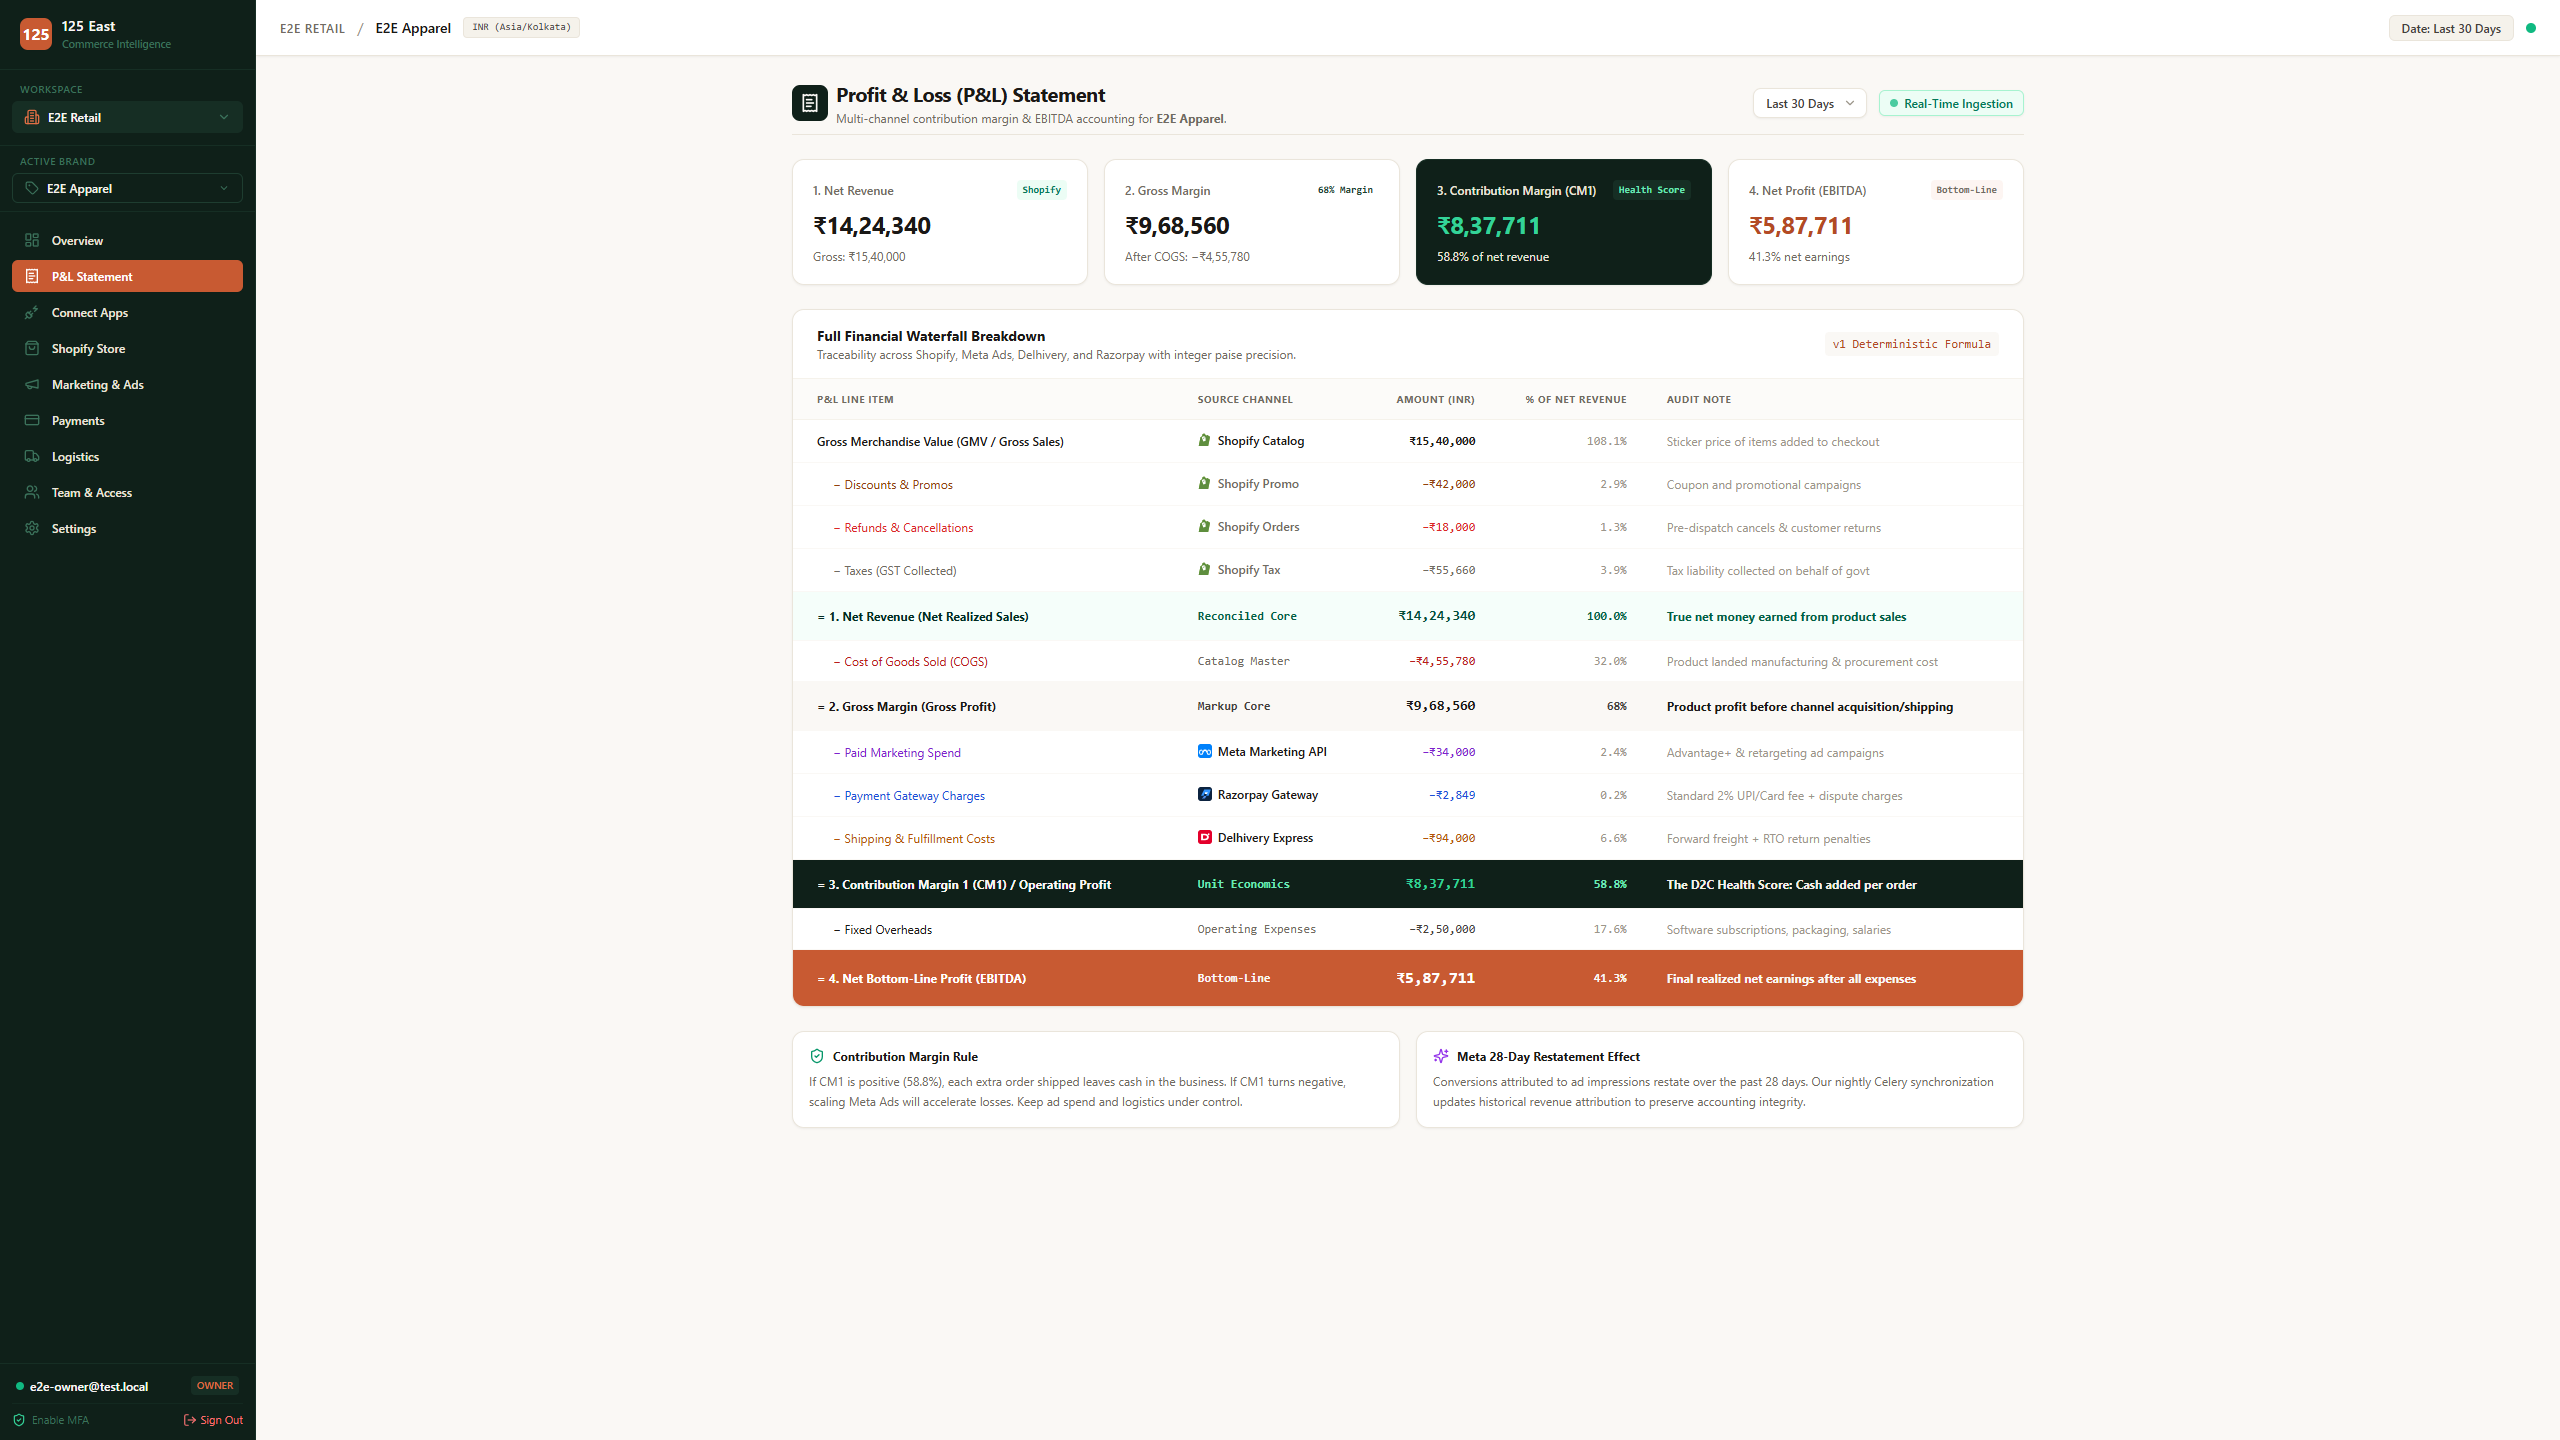 125
125 East
Commerce Intelligence
WORKSPACE
E2E Retail
ACTIVE BRAND
E2E Apparel
Overview
P&L Statement
Connect Apps
Shopify Store
Marketing & Ads
Payments
Logistics
Team & Access
Settings
e2e-owner@test.local OWNER
Enable MFA Sign Out
E2E RETAIL / E2E Apparel INR (Asia/Kolkata)
Date: Last 30 Days
Profit & Loss (P&L) Statement
Multi-channel contribution margin & EBITDA accounting for E2E Apparel.
Last 30 Days
Real-Time Ingestion
1. Net Revenue Shopify
₹14,24,340
Gross: ₹15,40,000
2. Gross Margin 68% Margin
₹9,68,560
After COGS: −₹4,55,780
3. Contribution Margin (CM1) Health Score
₹8,37,711
58.8% of net revenue
4. Net Profit (EBITDA) Bottom-Line
₹5,87,711
41.3% net earnings
Full Financial Waterfall Breakdown
Traceability across Shopify, Meta Ads, Delhivery, and Razorpay with integer paise precision.
v1 Deterministic Formula
P&L LINE ITEM SOURCE CHANNEL AMOUNT (INR) % OF NET REVENUE AUDIT NOTE
Gross Merchandise Value (GMV / Gross Sales) Shopify Catalog ₹15,40,000 108.1% Sticker price of items added to checkout
− Discounts & Promos Shopify Promo −₹42,000 2.9% Coupon and promotional campaigns
− Refunds & Cancellations Shopify Orders −₹18,000 1.3% Pre-dispatch cancels & customer returns
− Taxes (GST Collected) Shopify Tax −₹55,660 3.9% Tax liability collected on behalf of govt
= 1. Net Revenue (Net Realized Sales) Reconciled Core ₹14,24,340 100.0% True net money earned from product sales
− Cost of Goods Sold (COGS) Catalog Master −₹4,55,780 32.0% Product landed manufacturing & procurement cost
= 2. Gross Margin (Gross Profit) Markup Core ₹9,68,560 68% Product profit before channel acquisition/shipping
− Paid Marketing Spend Meta Marketing API −₹34,000 2.4% Advantage+ & retargeting ad campaigns
− Payment Gateway Charges Razorpay Gateway −₹2,849 0.2% Standard 2% UPI/Card fee + dispute charges
− Shipping & Fulfillment Costs Delhivery Express −₹94,000 6.6% Forward freight + RTO return penalties
= 3. Contribution Margin 1 (CM1) / Operating Profit Unit Economics ₹8,37,711 58.8% The D2C Health Score: Cash added per order
− Fixed Overheads Operating Expenses −₹2,50,000 17.6% Software subscriptions, packaging, salaries
= 4. Net Bottom-Line Profit (EBITDA) Bottom-Line ₹5,87,711 41.3% Final realized net earnings after all expenses
Contribution Margin Rule
If CM1 is positive (58.8%), each extra order shipped leaves cash in the business. If CM1 turns negative,
scaling Meta Ads will accelerate losses. Keep ad spend and logistics under control.
Meta 28-Day Restatement Effect
Conversions attributed to ad impressions restate over the past 28 days. Our nightly Celery synchronization
updates historical revenue attribution to preserve accounting integrity.